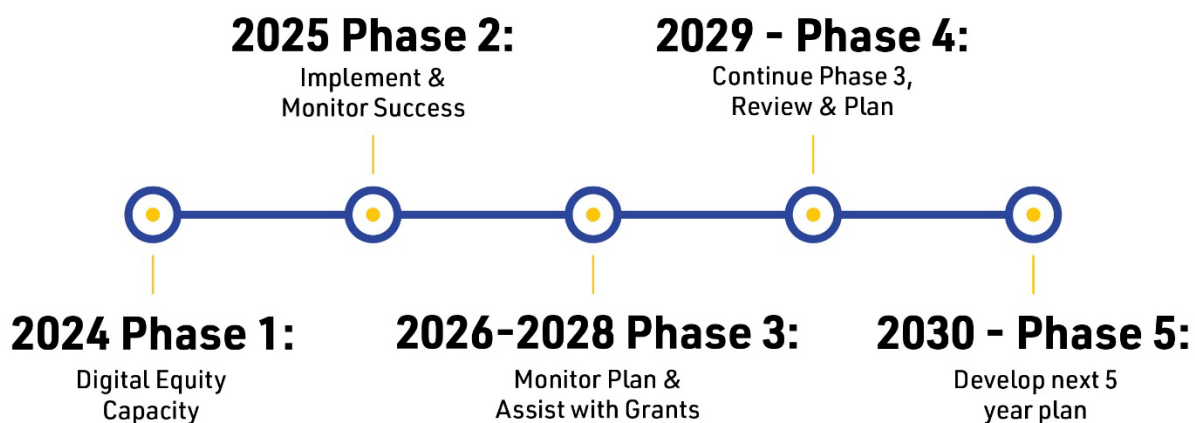 2025 Phase 2:
Implement &
Monitor Success
2029 - Phase 4:
Continue Phase 3,
Review & Plan
2024 Phase 1:
Digital Equity
Capacity
2026-2028 Phase 3:
Monitor Plan &
Assist with Grants
2030 - Phase 5:
Develop next 5
year plan